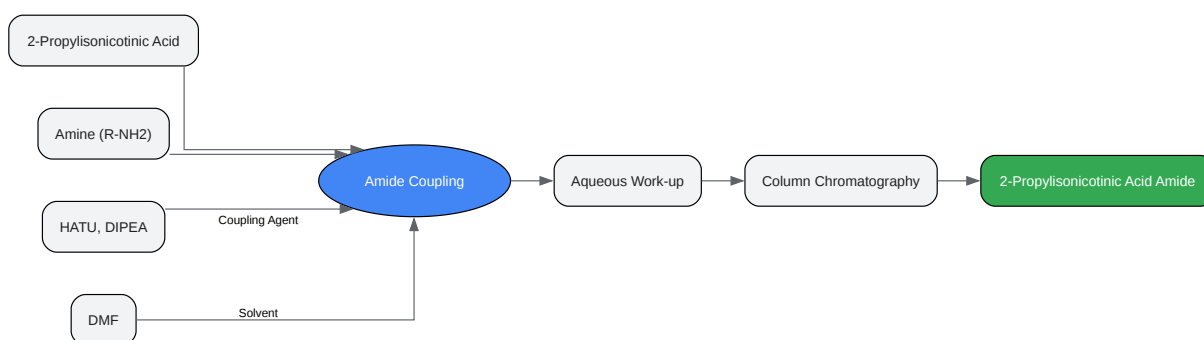 2-Propylisonicotinic Acid
Amine (R-NH2)
HATU, DIPEA
Coupling Agent
DMF
Solvent
Amide Coupling
Aqueous Work-up
Column Chromatography
2-Propylisonicotinic Acid Amide